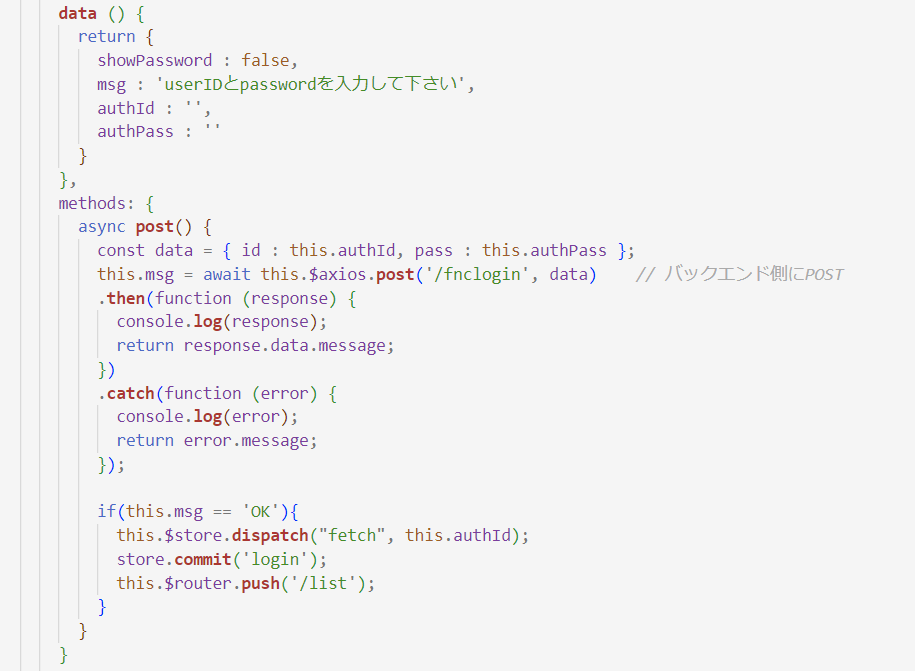 data () {
return {
showPassword : false,
msg : 'userIDとpasswordを入力して下さい',
authId : '',
authPass : ''
}
},
methods: {
async post() {
const data = { id : this.authId, pass : this.authPass };
this.msg = await this.$axios.post('/fnclogin', data)    // バックエンド側にPOST
.then(function (response) {
console.log(response);
return response.data.message;
})
.catch(function (error) {
console.log(error);
return error.message;
});
if(this.msg == 'OK'){
this.$store.dispatch("fetch", this.authId);
store.commit('login');
this.$router.push('/list');
}
}
}